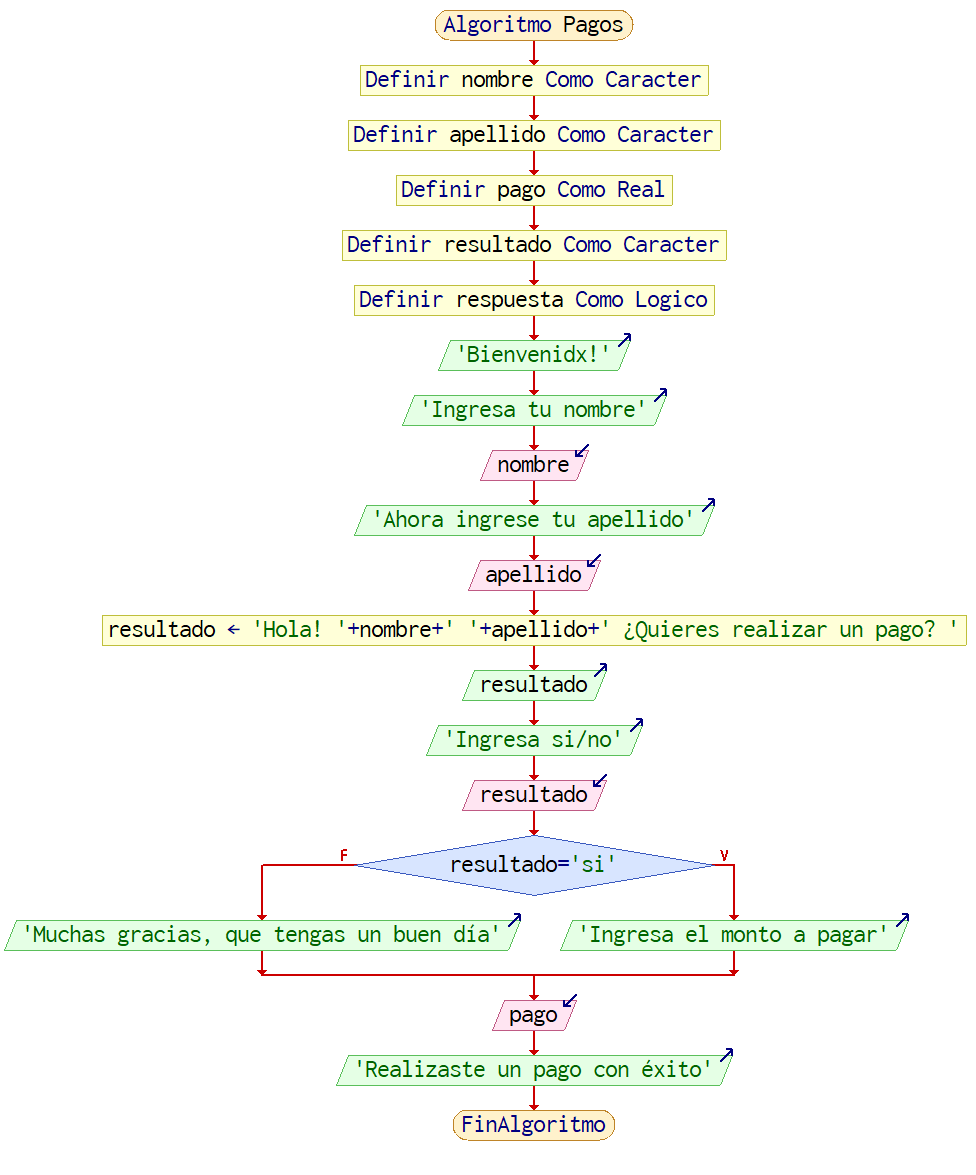 Algoritmo Pagos
Definir nombre Como Caracter
Definir apellido Como Caracter
Definir pago Como Real
Definir resultado Como Caracter
Definir respuesta Como Logico
'Bienvenidx!'
'Ingresa tu nombre'
nombre
'Ahora ingrese tu apellido'
apellido
resultado ← 'Hola! '+nombre+' '+apellido+' ¿Quieres realizar un pago? '
resultado
'Ingresa si/no'
resultado
F
resultado='si'
V
'Muchas gracias, que tengas un buen día'
'Ingresa el monto a pagar'
pago
'Realizaste un pago con éxito'
FinAlgoritmo